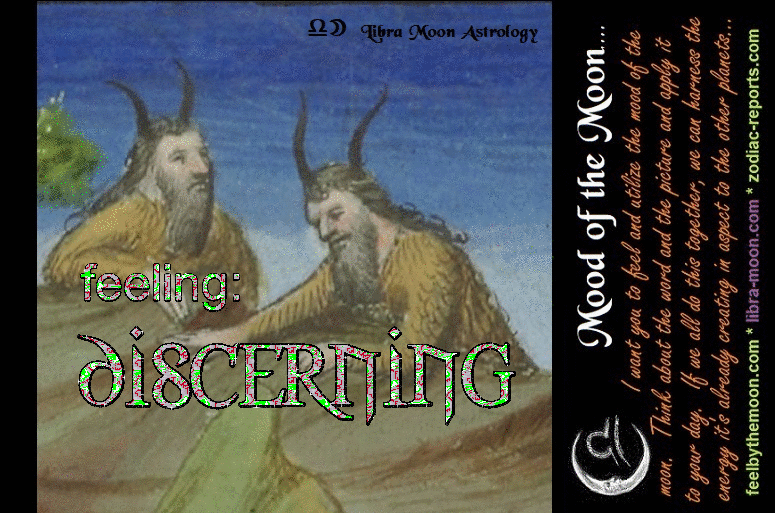 ♎☽ Libra Moon Astrology
feeling:
DISCERNING
Mood of the Moon....
I want you to feel and utilize the mood of the
moon. Think about the word and the picture and apply it
to your day. If we all do this together, we can harness the
energy it's already creating in aspect to the other planets...
feelbythemoon.com * libra-moon.com * zodiac-reports.com